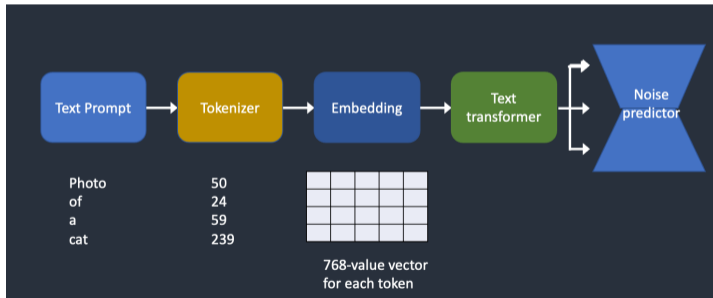 Text Prompt
Tokenizer
Embedding
Text
transformer
Noise
predictor
Photo 50
of 24
a 59
cat 239
768-value vector
for each token